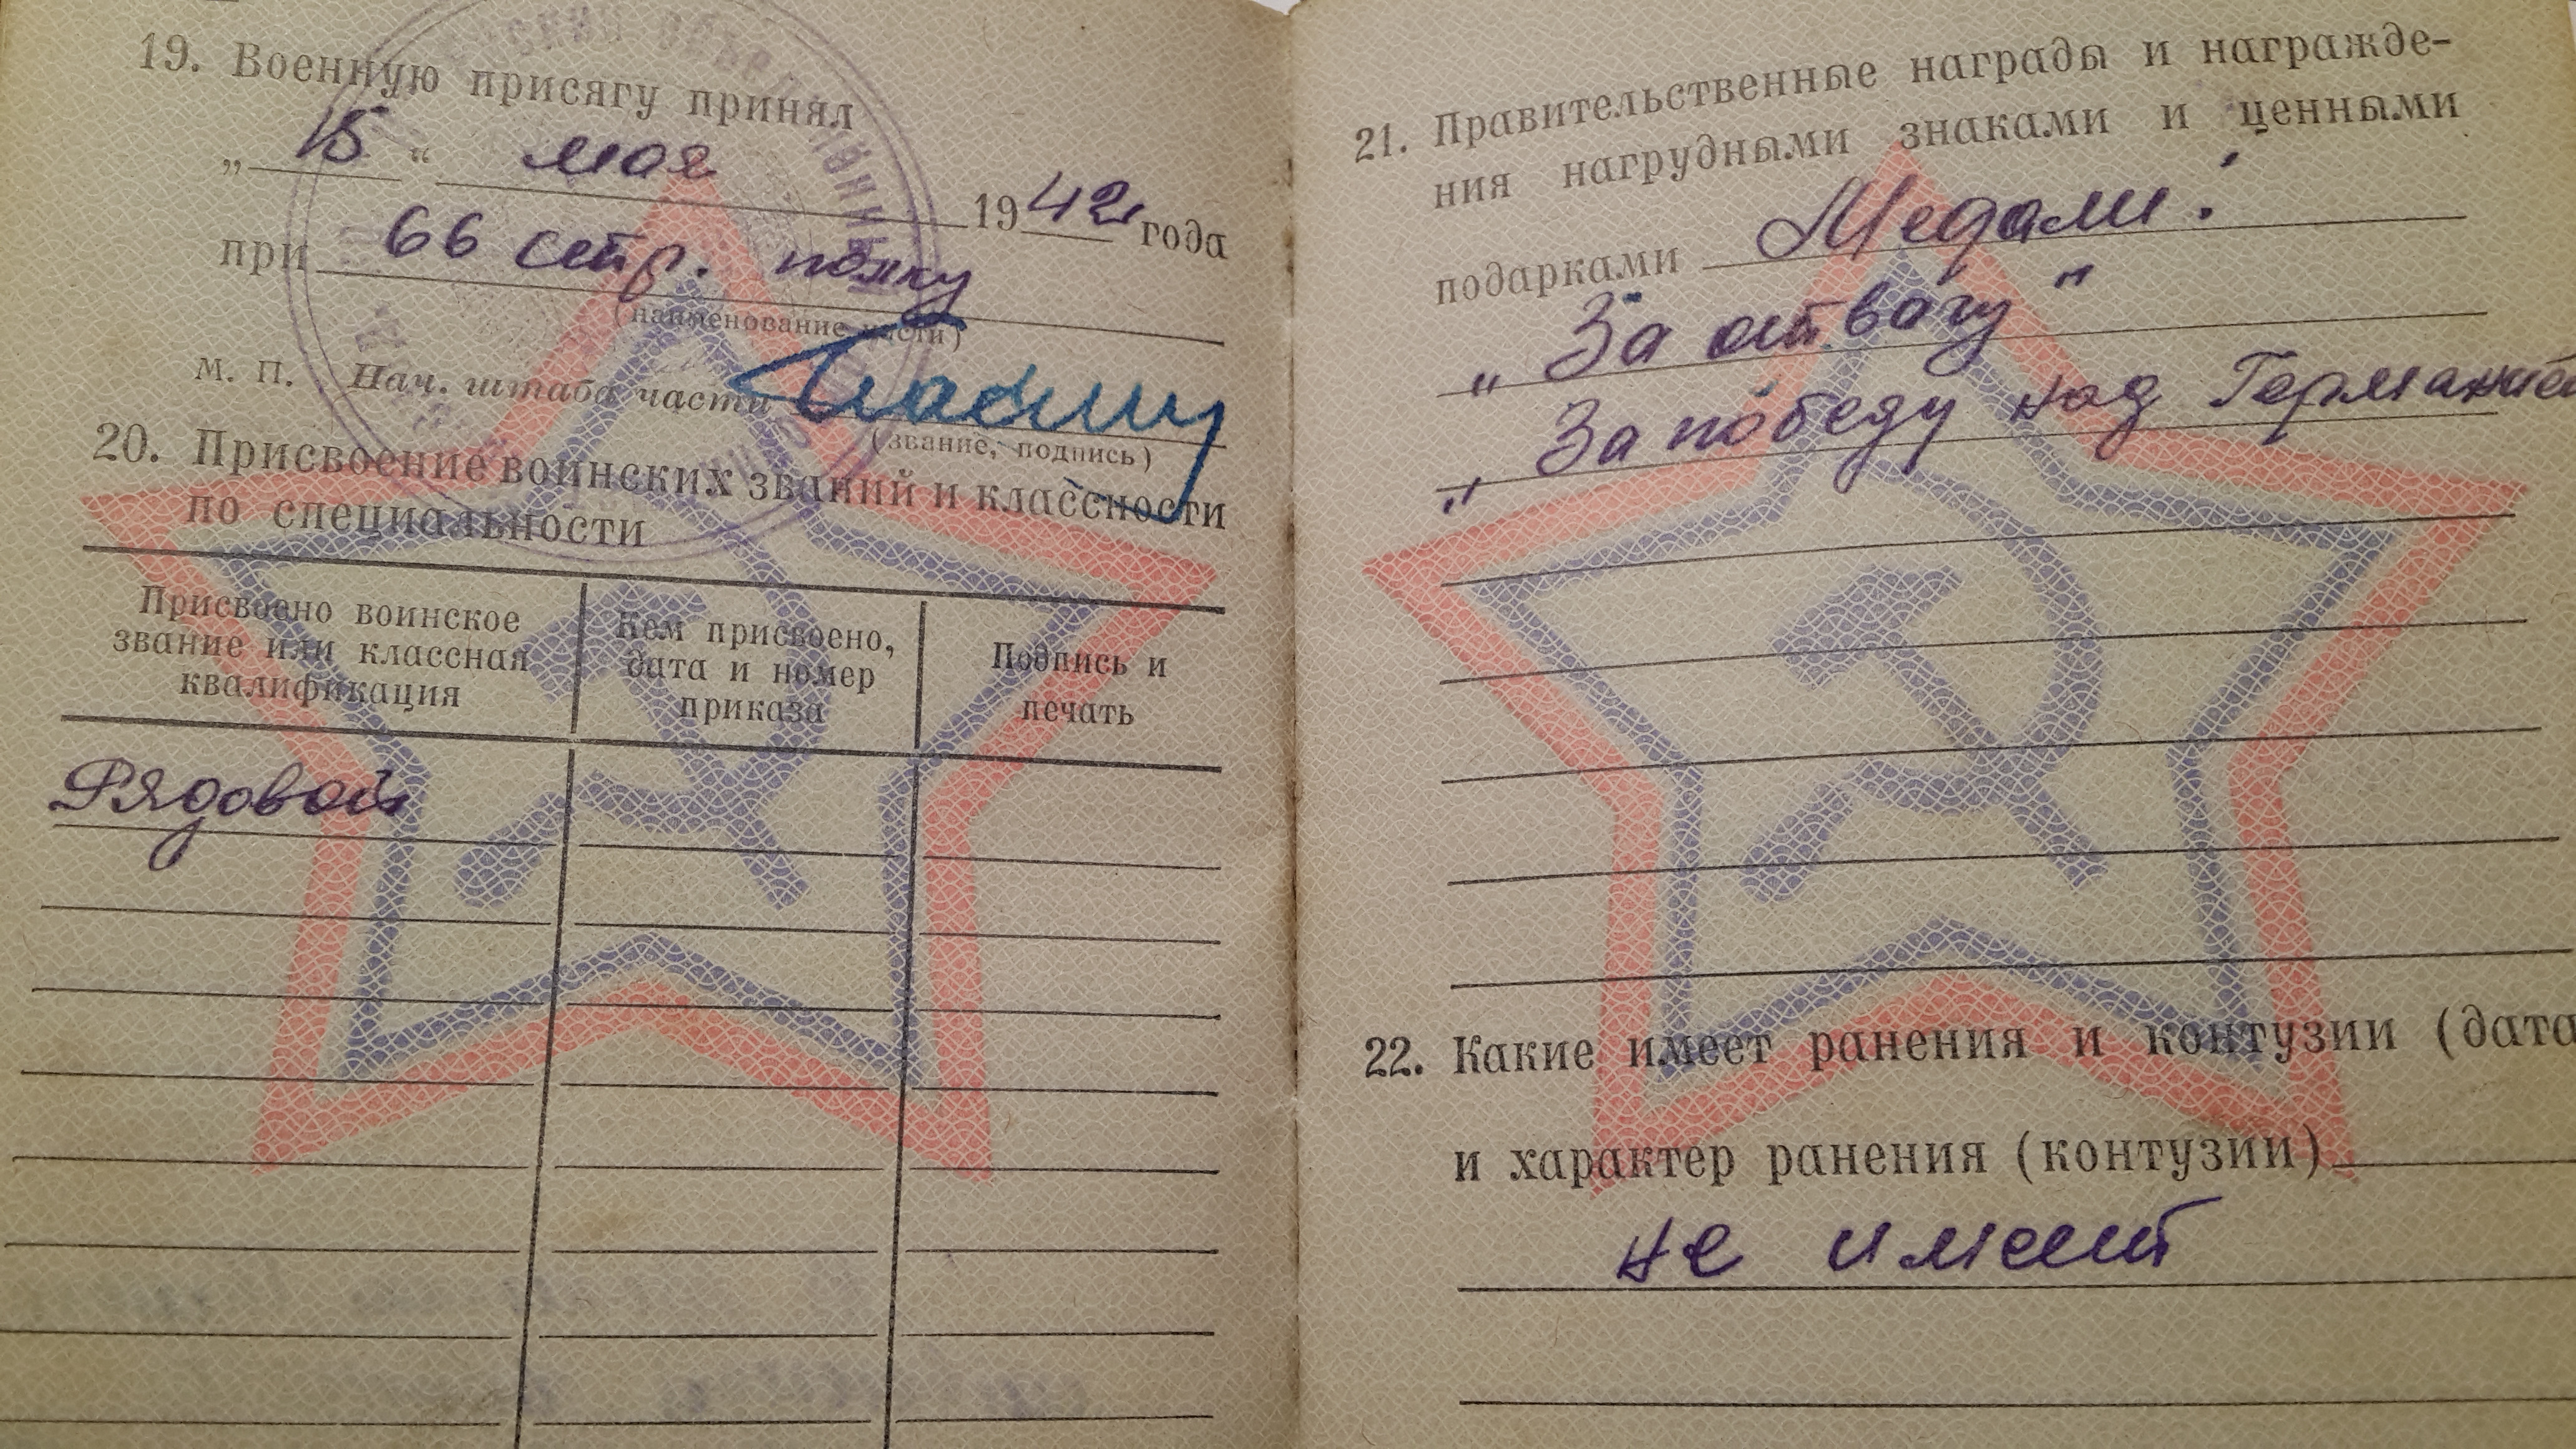 19. Военную присягу принял
„ 15 “ мая 1942 года
при 66 стр. полку
(наименование части)
М. П. Нач. штаба части
(звание, подпись)
20. Присвоение воинских званий и классности
по специальности
Присвоено воинское звание или классная квалификация
Кем присвоено, дата и номер приказа
Подпись и печать
Рядовой
21. Правительственные награды и награжде-
ния нагрудными знаками и ценными
подарками Медали:
„За отвагу“
„За победу над Германией
„
22. Какие имеет ранения и контузии (дата
и характер ранения (контузии)
не имеет